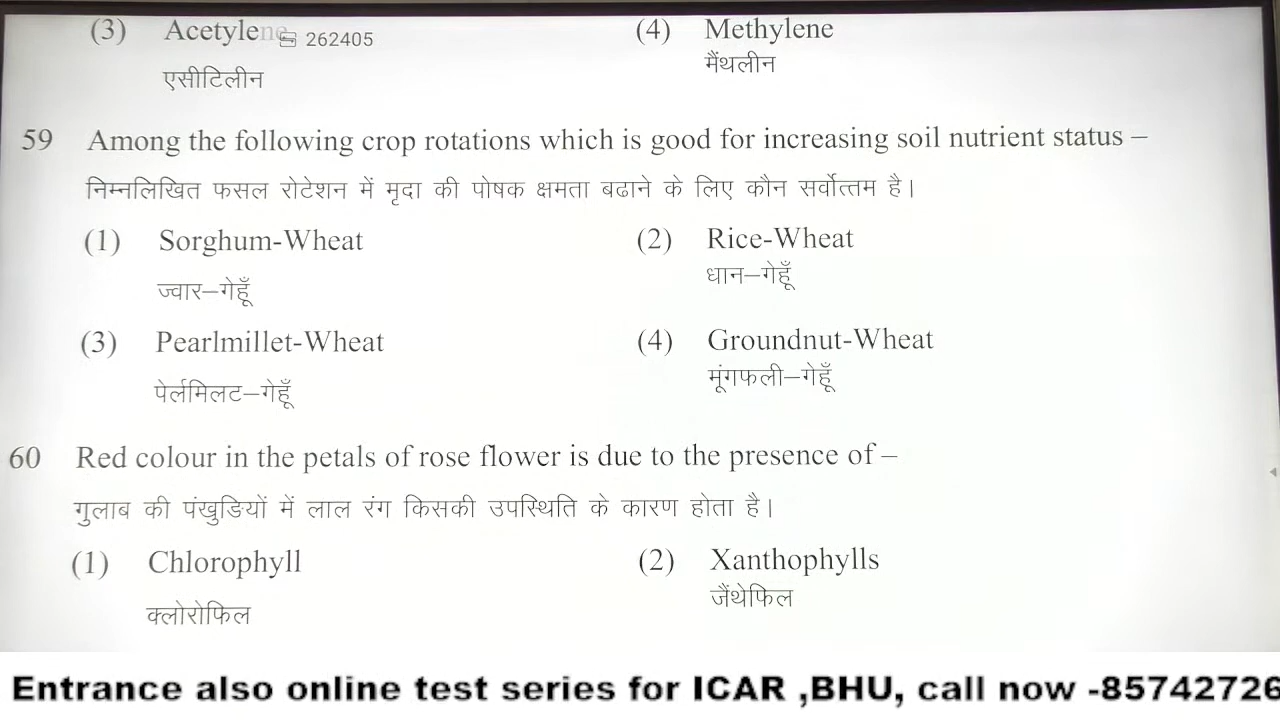 (3) Acetylene 262405 (4) Methylene
एसीटिलीन मैंथलीन
59 Among the following crop rotations which is good for increasing soil nutrient status –
निम्नलिखित फसल रोटेशन में मृदा की पोषक क्षमता बढाने के लिए कौन सर्वोत्तम है।
(1) Sorghum-Wheat (2) Rice-Wheat
ज्वार–गेहूँ धान–गेहूँ
(3) Pearlmillet-Wheat (4) Groundnut-Wheat
पेर्लमिलट–गेहूँ मूंगफली–गेहूँ
60 Red colour in the petals of rose flower is due to the presence of –
गुलाब की पंखुडियों में लाल रंग किसकी उपस्थिति के कारण होता है।
(1) Chlorophyll (2) Xanthophylls
क्लोरोफिल जैंथेफिल
Entrance also online test series for ICAR ,BHU, call now -85742726